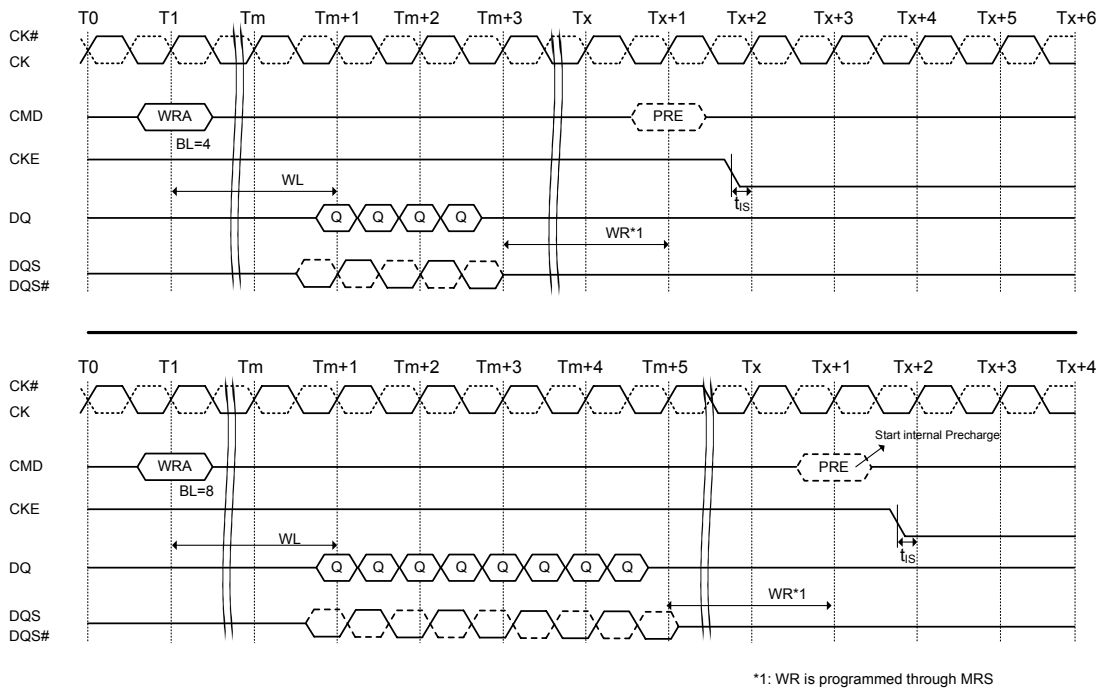 T0 T1 Tm Tm+1 Tm+2 Tm+3 Tx Tx+1 Tx+2 Tx+3 Tx+4 Tx+5 Tx+6
CK#
CK
CMD WRA PRE
BL=4
CKE
WL
tIS
DQ Q Q Q Q
WR*1
DQS
DQS#
T0 T1 Tm Tm+1 Tm+2 Tm+3 Tm+4 Tm+5 Tx Tx+1 Tx+2 Tx+3 Tx+4
CK#
CK
Start internal Precharge
CMD WRA PRE
BL=8
CKE
WL
tIS
DQ Q Q Q Q Q Q Q Q
WR*1
DQS
DQS#
*1: WR is programmed through MRS